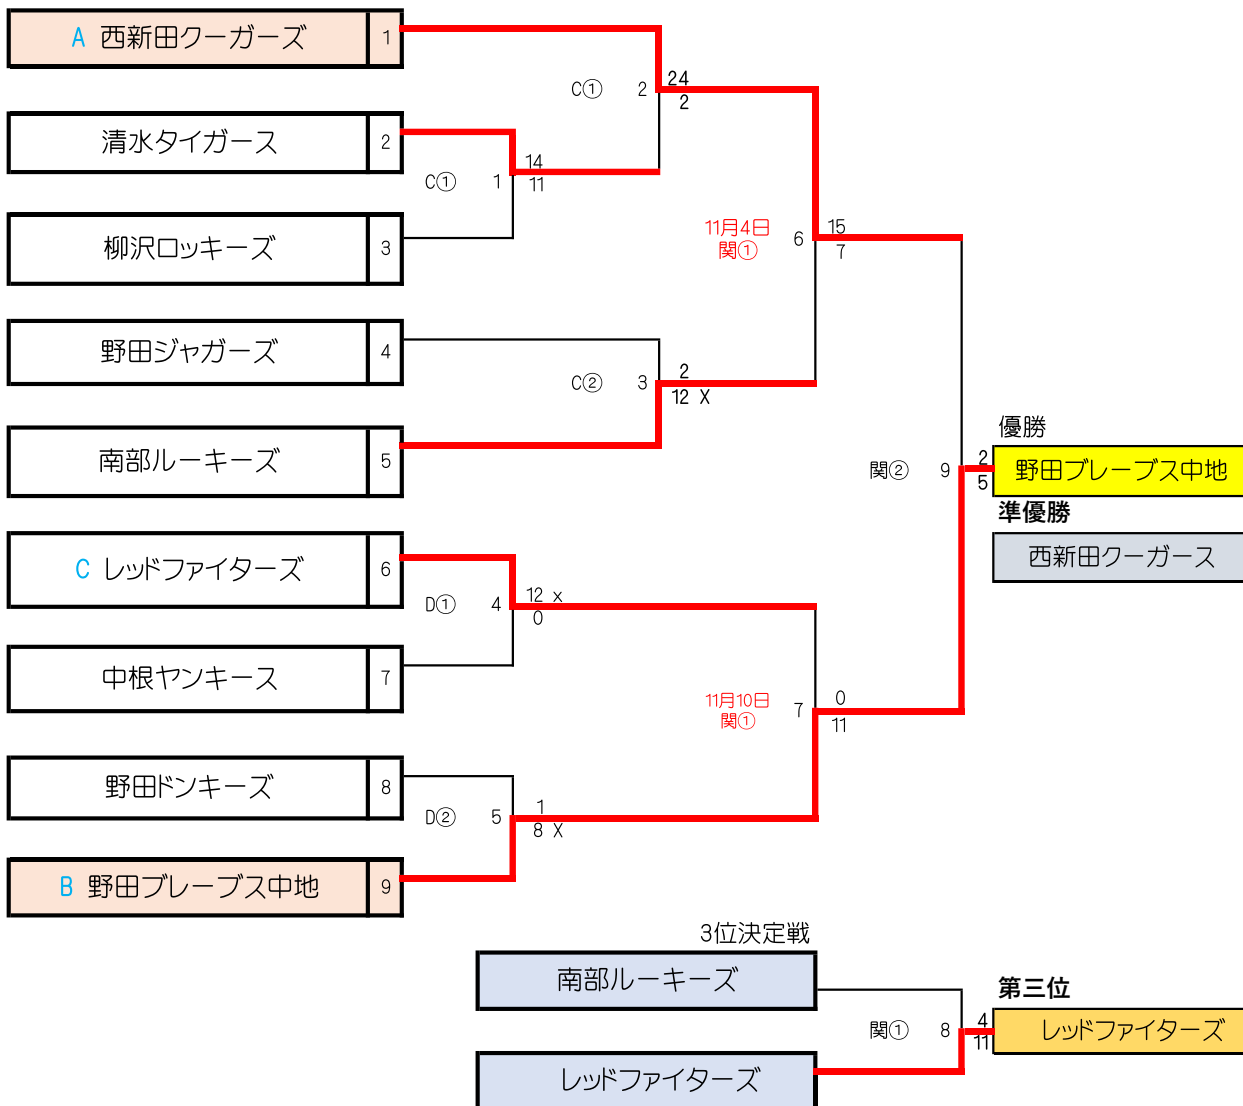 A 西新田クーガーズ 1
C① 2 24
2
清水タイガース 2
C① 1 14
11
柳沢ロッキーズ 3
11月4日
関① 6 15
7
野田ジャガーズ 4
C② 3 2
12 X
南部ルーキーズ 5
優勝
関② 9 2
5
野田ブレーブス中地
準優勝
西新田クーガース
C レッドファイターズ 6
D① 4 12 x
0
中根ヤンキース 7
11月10日
関① 7 0
11
野田ドンキーズ 8
D② 5 1
8 X
B 野田ブレーブス中地 9
3位決定戦
南部ルーキーズ
第三位
関① 8 4
11
レッドファイターズ
レッドファイターズ